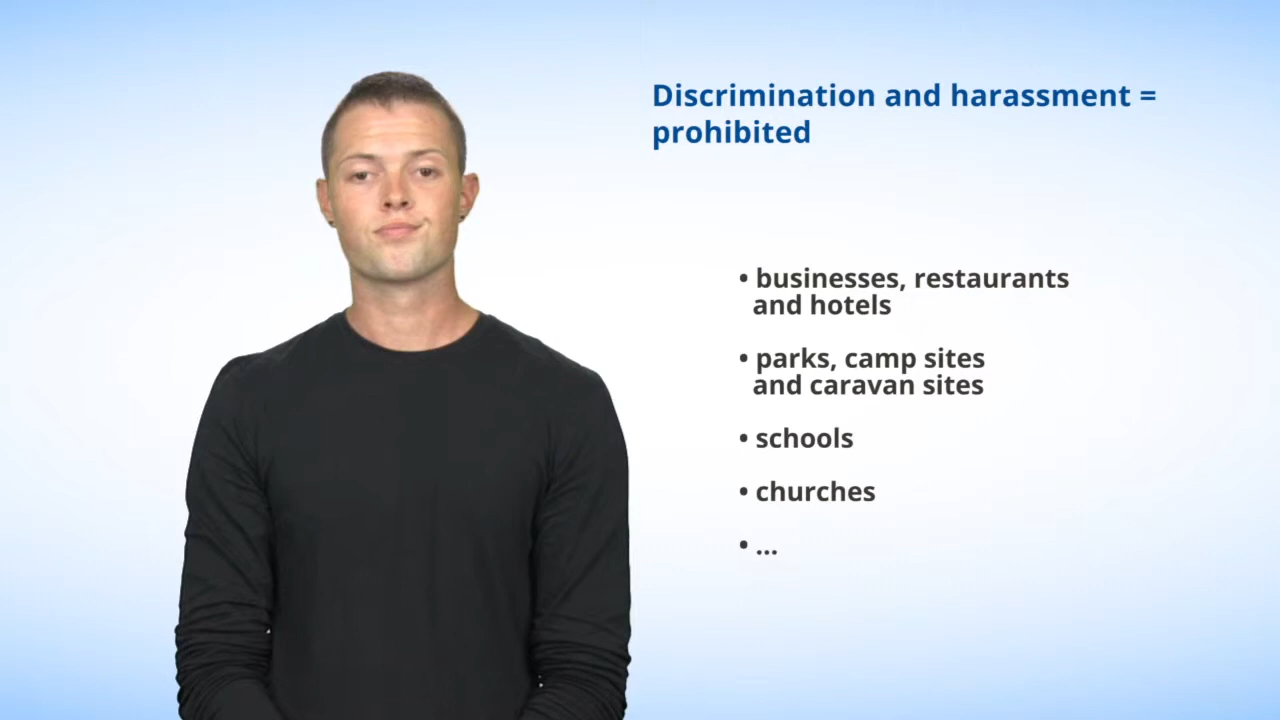 Discrimination and harassment =
prohibited
• businesses, restaurants
and hotels
• parks, camp sites
and caravan sites
• schools
• churches
• ...